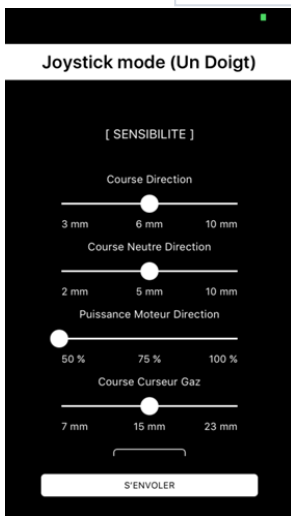 Joystick mode (Un Doigt)
[ SENSIBILITE ]
Course Direction
3 mm 6 mm 10 mm
Course Neutre Direction
2 mm 5 mm 10 mm
Puissance Moteur Direction
50 % 75 % 100 %
Course Curseur Gaz
7 mm 15 mm 23 mm
S'ENVOLER